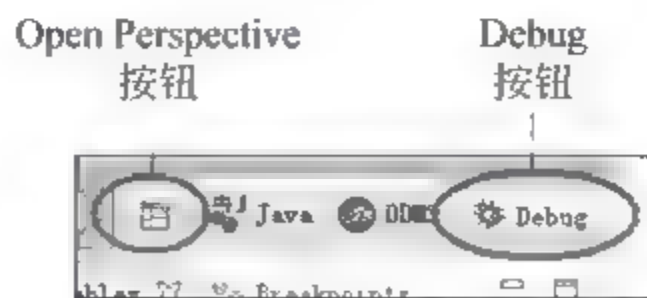 Open Perspective
按钮
Debug
按钮
Java
Debug
Breakpoints